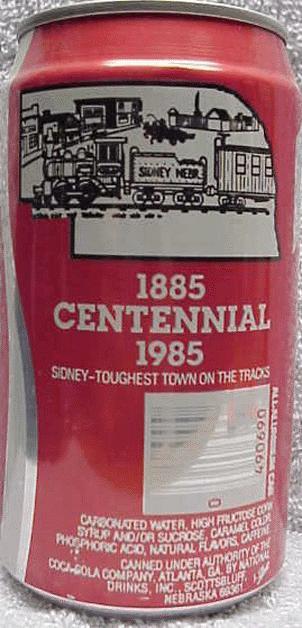 SIDNEY NEBR.
1885
CENTENNIAL
1985
SIDNEY-TOUGHEST TOWN ON THE TRACKS
49060
CARBONATED WATER, HIGH FRUCTOSE CORN
SYRUP AND/OR SUCROSE, CARAMEL COLOR,
PHOSPHORIC ACID, NATURAL FLAVORS, CAFFEINE
CANNED UNDER AUTHORITY OF THE
COCA-COLA COMPANY, ATLANTA, GA. BY NATIONAL
DRINKS, INC., SCOTTSBLUFF,
NEBRASKA 69361